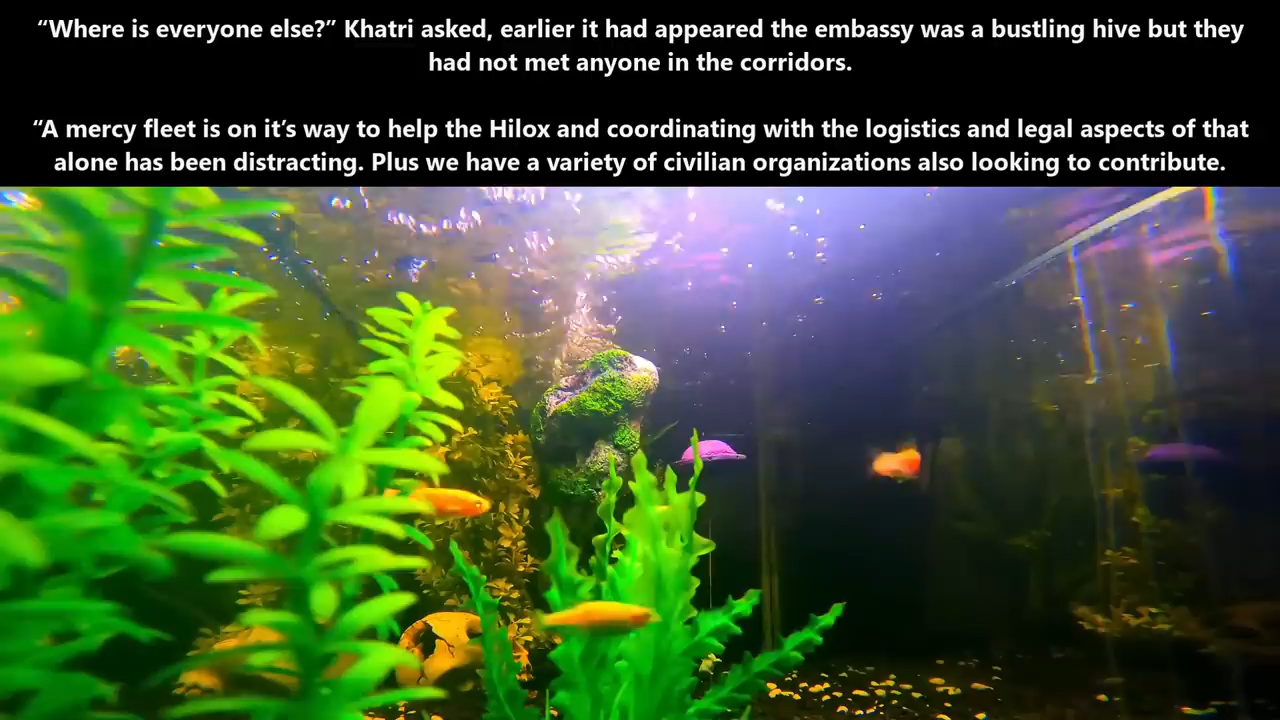 “Where is everyone else?” Khatri asked, earlier it had appeared the embassy was a bustling hive but they
had not met anyone in the corridors.
“A mercy fleet is on it’s way to help the Hilox and coordinating with the logistics and legal aspects of that
alone has been distracting. Plus we have a variety of civilian organizations also looking to contribute.